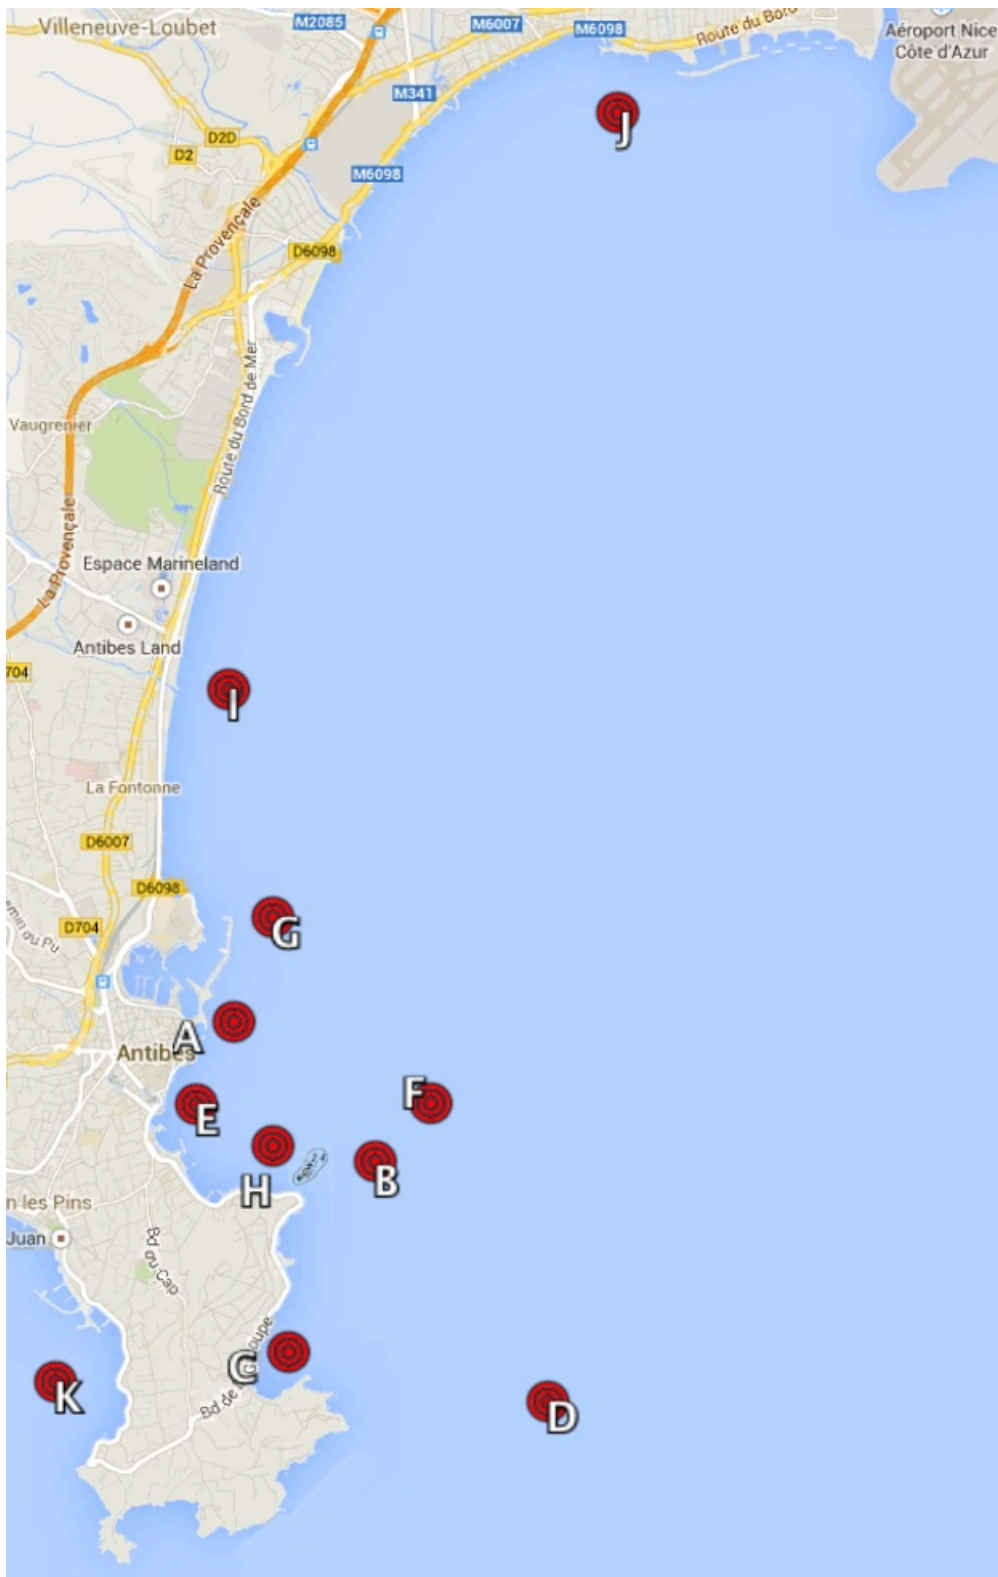 Villeneuve-Loubet
M2085
M6007
M6098
Route du Bord
Aéroport Nice
Côte d'Azur
M341
J
D2D
D2
M6098
La Provençale
D6098
Route du Bord de Mer
Vaugrenier
La Provençale
Espace Marineland
Antibes Land
704
I
La Fontonne
D6007
D6098
D704
G
A
Antibes
F
E
B
H
n les Pins
Juan
Bd du Cap
C
K
Bd de
D